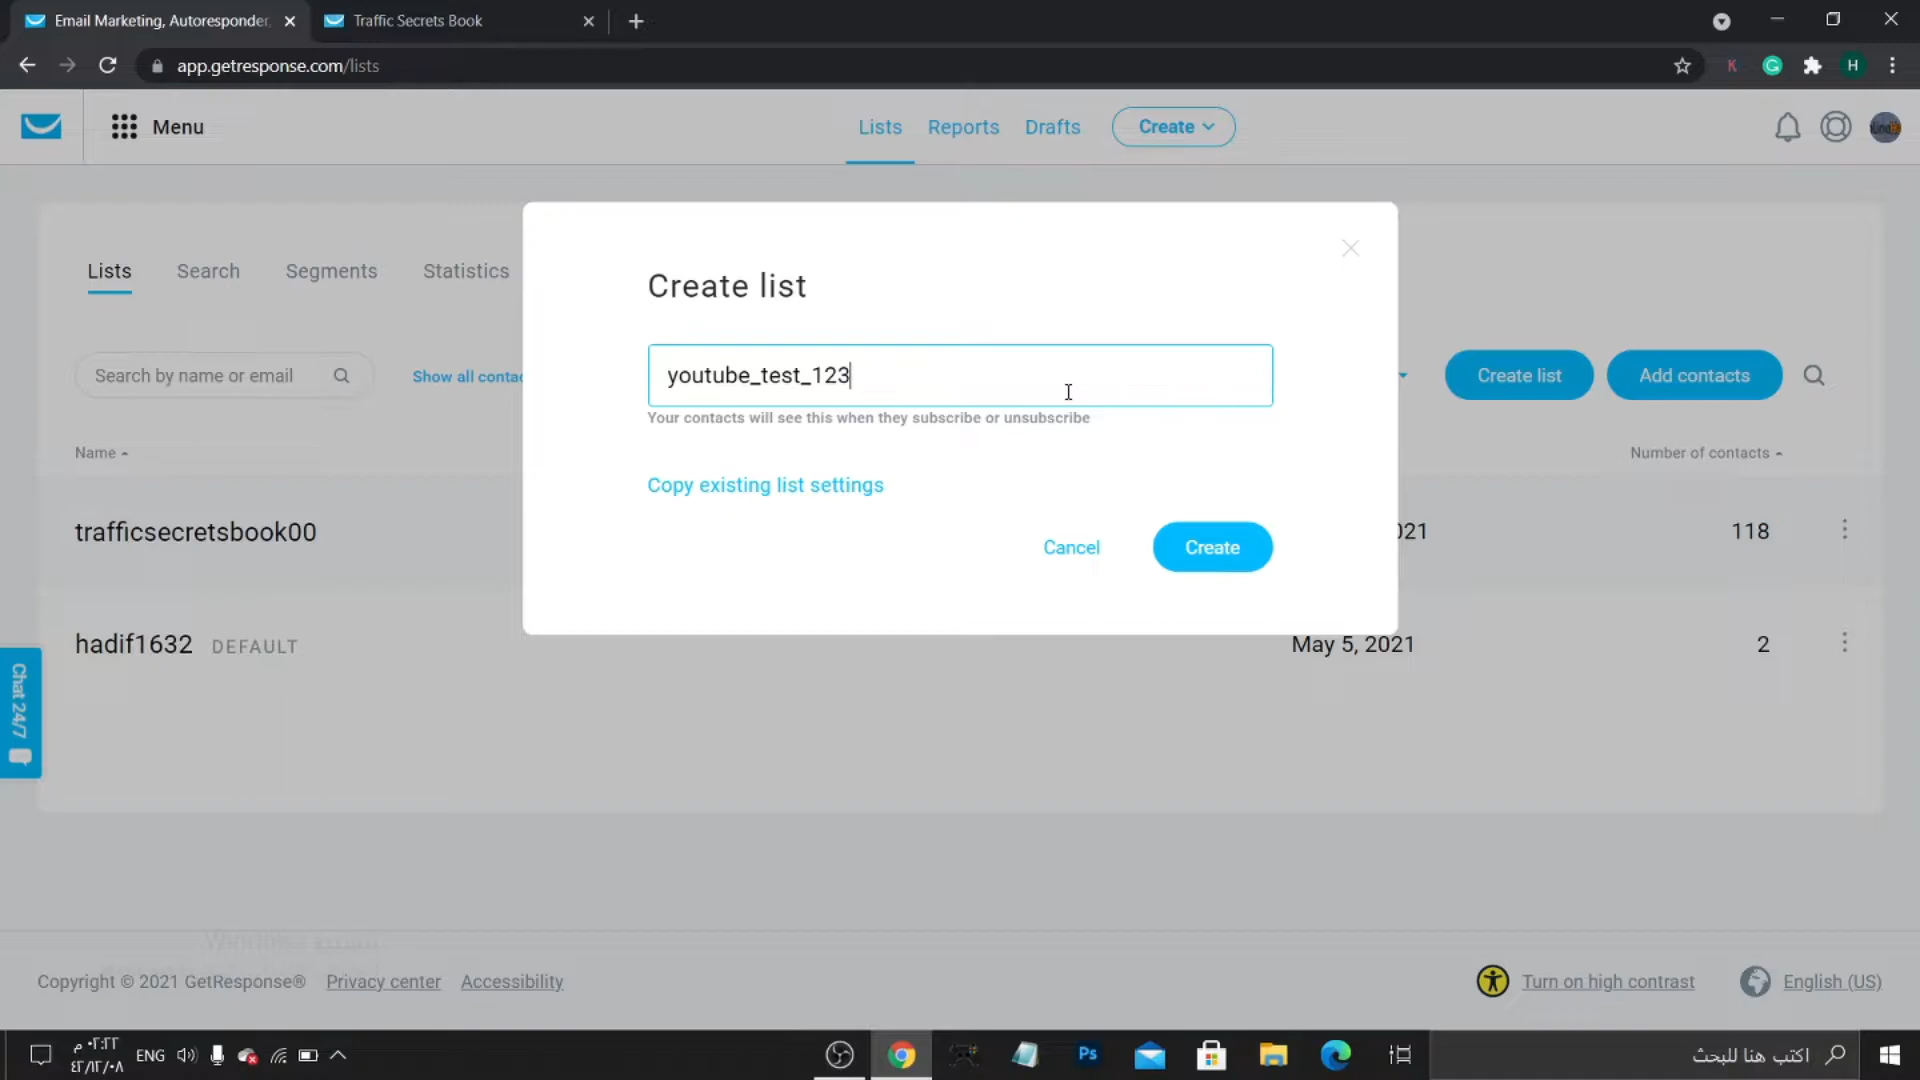 Email Marketing, Autoresponder,
Traffic Secrets Book
app.getresponse.com/lists
K
G
H
Menu
Lists
Reports
Drafts
Create
Lists
Search
Segments
Statistics
Create list
youtube_test_123
Your contacts will see this when they subscribe or unsubscribe
Copy existing list settings
Cancel
Create
Search by name or email
Show all contac
Create list
Add contacts
Name
Number of contacts
trafficsecretsbook00
021
118
hadif1632 DEFAULT
May 5, 2021
2
Chat 24/7
Copyright © 2021 GetResponse®
Privacy center
Accessibility
Turn on high contrast
English (US)
ENG
Ps
اكتب هنا للبحث